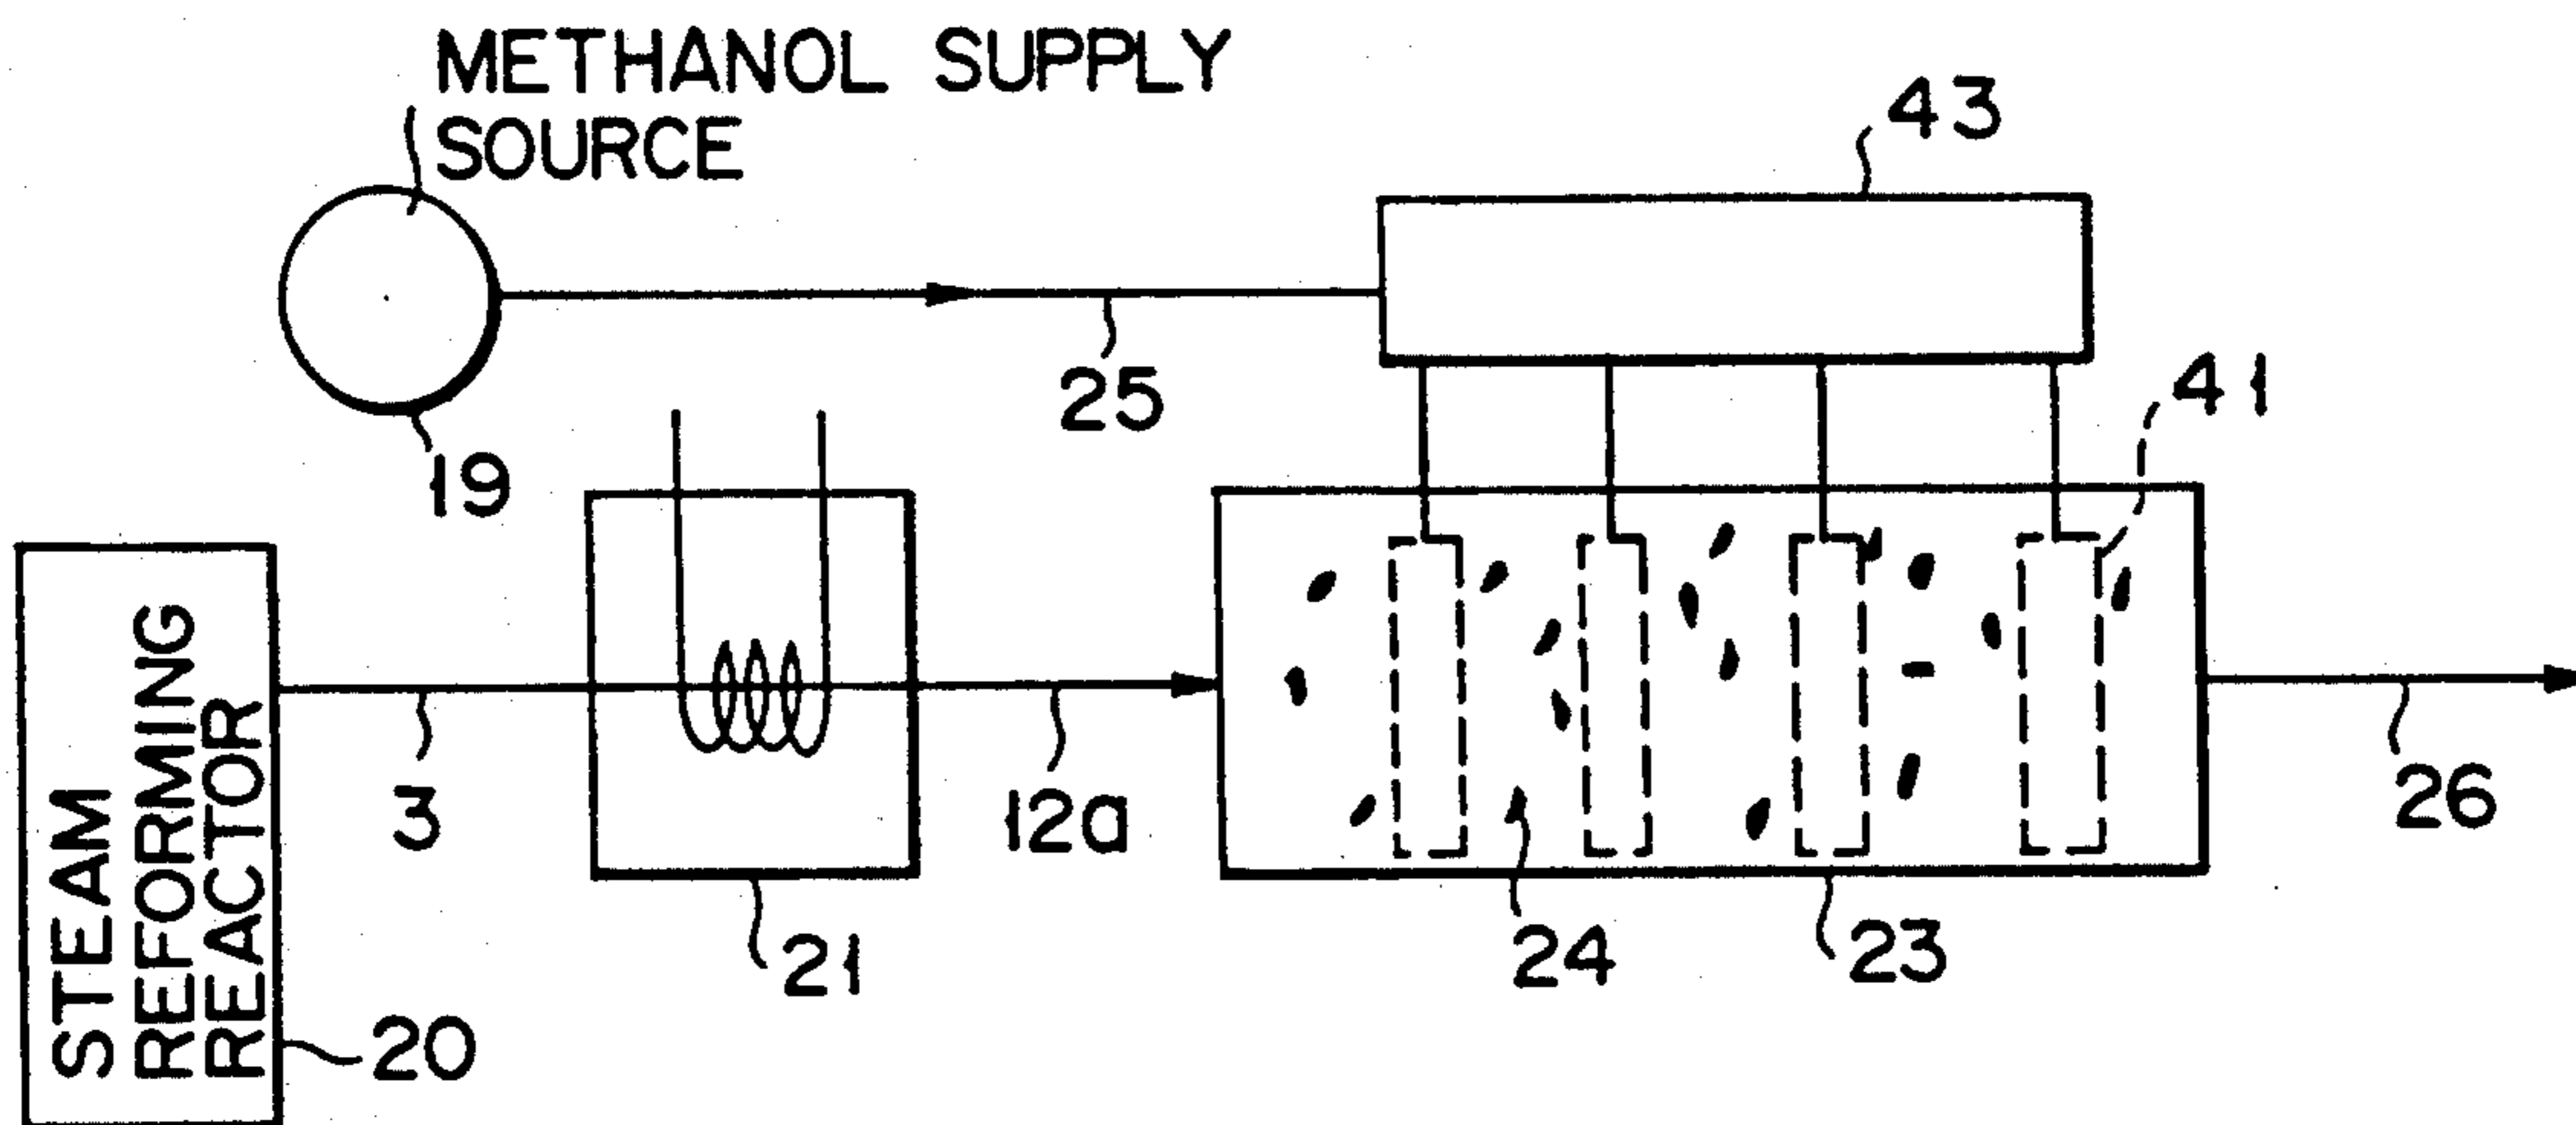 METHANOL SUPPLY
SOURCE
43
25
41
19
STEAM
REFORMING
REACTOR
3
12a
26
21
24
23
20